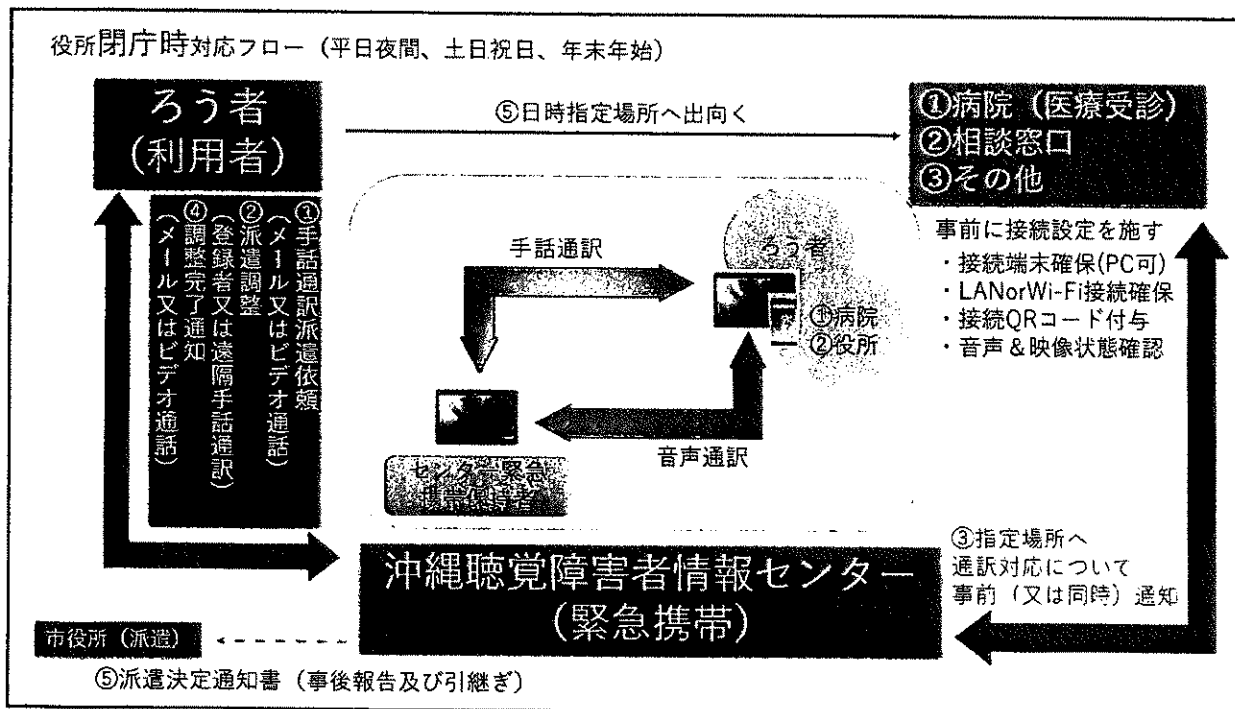 役所閉庁時対応フロー（平日夜間、土日祝日、年末年始）
ろう者
（利用者）
⑤日時指定場所へ出向く
①病院（医療受診）
②相談窓口
③その他
①手話通訳派遣依頼
（メール又はビデオ通話）
②派遣調整
（登録者又は遠隔手話通訳）
④調整完了通知
（メール又はビデオ通話）
手話通訳
ろう者
①病院
②役所
音声通訳
センター緊急
携帯保持者
事前に接続設定を施す
・接続端末確保(PC可)
・LANorWi-Fi接続確保
・接続QRコード付与
・音声＆映像状態確認
③指定場所へ
通訳対応について
事前（又は同時）通知
沖縄聴覚障害者情報センター
（緊急携帯）
市役所（派遣）
⑤派遣決定通知書（事後報告及び引継ぎ）